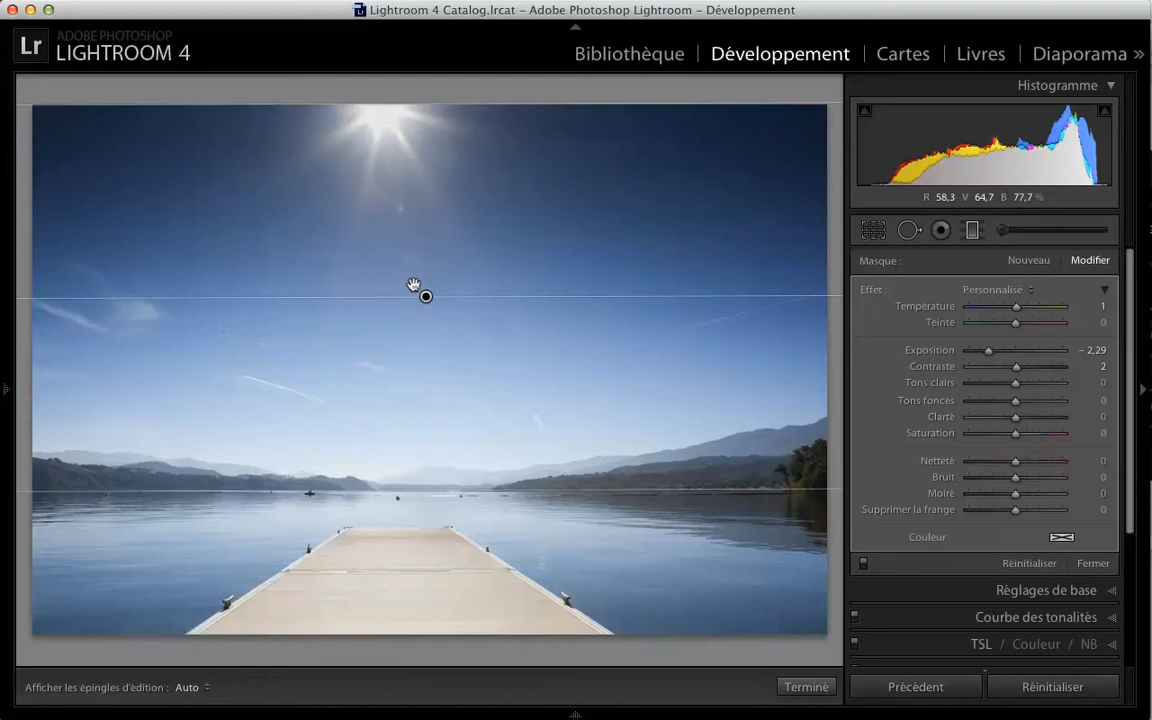 Lightroom 4 Catalog.lrcat – Adobe Photoshop Lightroom – Développement
Lr
ADOBE PHOTOSHOP
LIGHTROOM 4
Bibliothèque | Développement | Cartes | Livres | Diaporama »
Histogramme
R 58,3 V 64,7 B 77,7 %
Masque : Nouveau Modifier
Effet : Personnalisé
Température 1
Teinte 0
Exposition – 2,29
Contraste 2
Tons clairs 0
Tons foncés 0
Clarté 0
Saturation 0
Netteté 0
Bruit 0
Moiré 0
Supprimer la frange 0
Couleur
Réinitialiser Fermer
Réglages de base
Courbe des tonalités
TSL / Couleur / NB
Afficher les épingles d'édition : Auto Terminé Précédent Réinitialiser